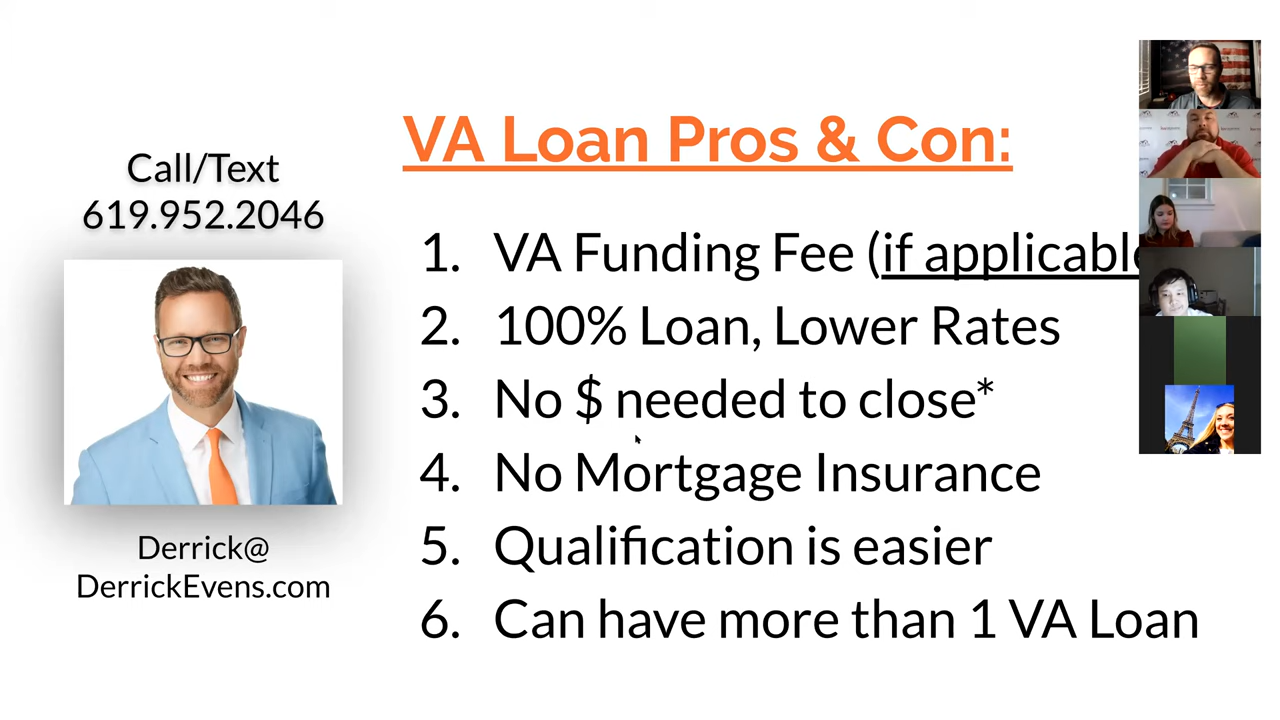 Call/Text
619.952.2046
Derrick@
DerrickEvens.com
VA Loan Pros & Con:
1. VA Funding Fee (if applicable
2. 100% Loan, Lower Rates
3. No $ needed to close*
4. No Mortgage Insurance
5. Qualification is easier
6. Can have more than 1 VA Loan